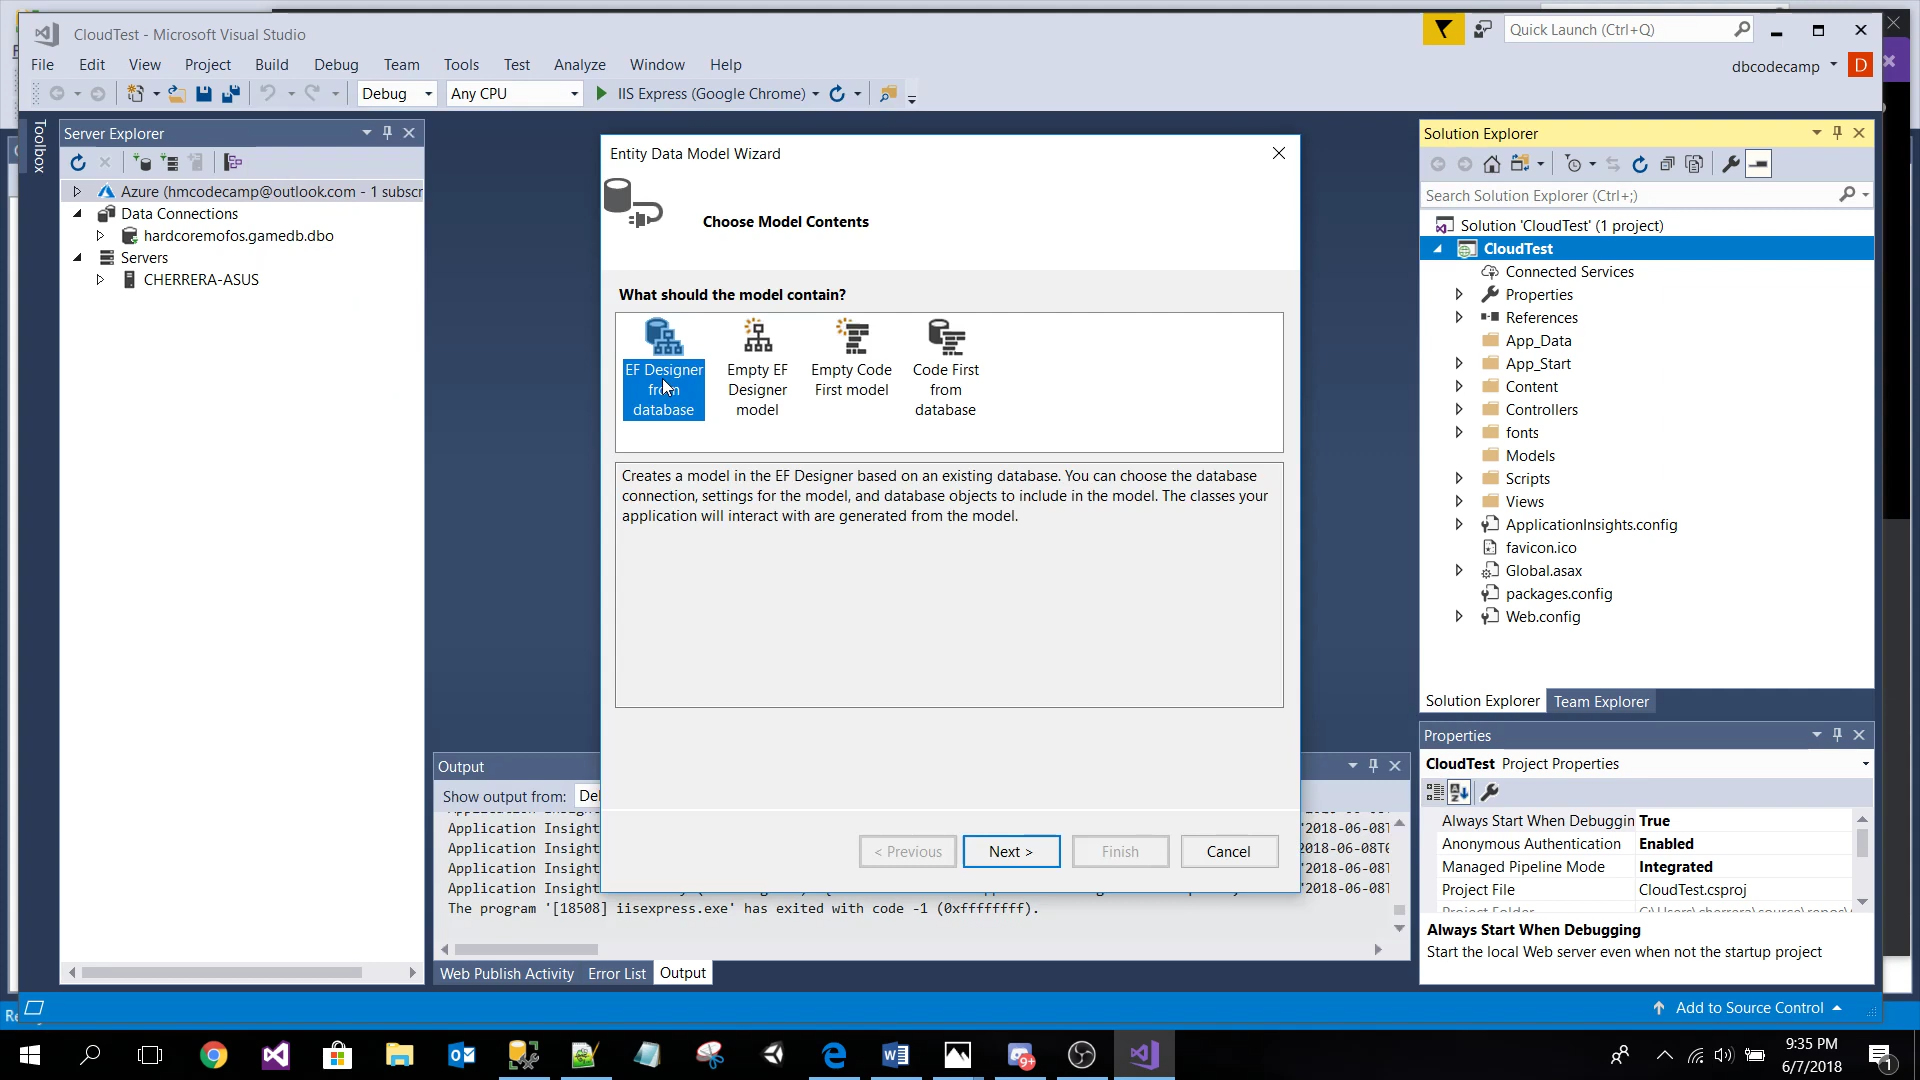 CloudTest - Microsoft Visual Studio
Quick Launch (Ctrl+Q)
File Edit View Project Build Debug Team Tools Test Analyze Window Help
dbcodecamp D
Debug Any CPU IIS Express (Google Chrome)
Toolbox
Server Explorer
Azure (hmcodecamp@outlook.com - 1 subscr
Data Connections
hardcoremofos.gamedb.dbo
Servers
CHERRERA-ASUS
Entity Data Model Wizard
Choose Model Contents
What should the model contain?
EF Designer
from
database
Empty EF
Designer
model
Empty Code
First model
Code First
from
database
Creates a model in the EF Designer based on an existing database. You can choose the database
connection, settings for the model, and database objects to include in the model. The classes your
application will interact with are generated from the model.
< Previous
Next >
Finish
Cancel
Output
Show output from:
Application Insight
'2018-06-08T
Application Insight
2018-06-08T0
Application Insight
'2018-06-08T
Application Insight
'2018-06-08T
The program '[18508] iisexpress.exe' has exited with code -1 (0xffffffff).
Web Publish Activity
Error List
Output
Solution Explorer
Search Solution Explorer (Ctrl+;)
Solution 'CloudTest' (1 project)
CloudTest
Connected Services
Properties
References
App_Data
App_Start
Content
Controllers
fonts
Models
Scripts
Views
ApplicationInsights.config
favicon.ico
Global.asax
packages.config
Web.config
Solution Explorer
Team Explorer
Properties
CloudTest Project Properties
Always Start When Debuggin True
Anonymous Authentication Enabled
Managed Pipeline Mode Integrated
Project File CloudTest.csproj
Always Start When Debugging
Start the local Web server even when not the startup project
Add to Source Control
9:35 PM
6/7/2018